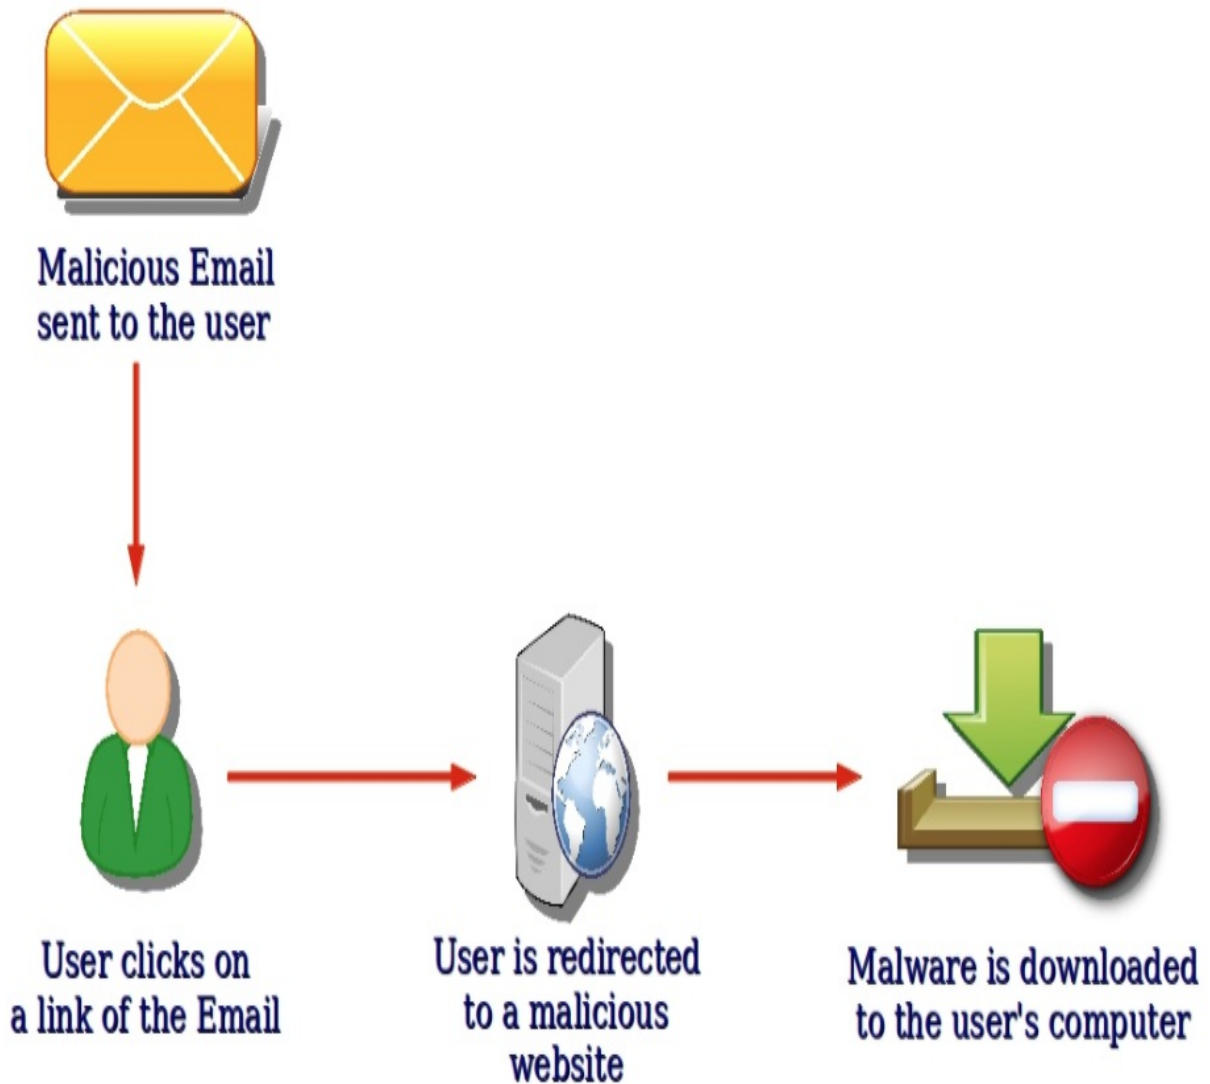 Malicious Email
sent to the user
User clicks on
a link of the Email
User is redirected
to a malicious
website
Malware is downloaded
to the user's computer